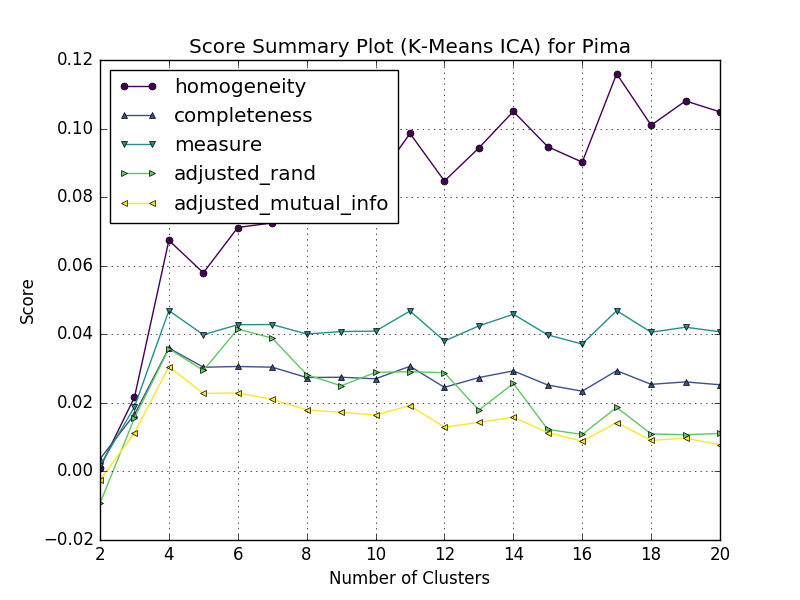 Score Summary Plot (K-Means ICA) for Pima
0.12
0.10
0.08
0.06
0.04
0.02
0.00
−0.02
Score
homogeneity
completeness
measure
adjusted_rand
adjusted_mutual_info
2 4 6 8 10 12 14 16 18 20
Number of Clusters